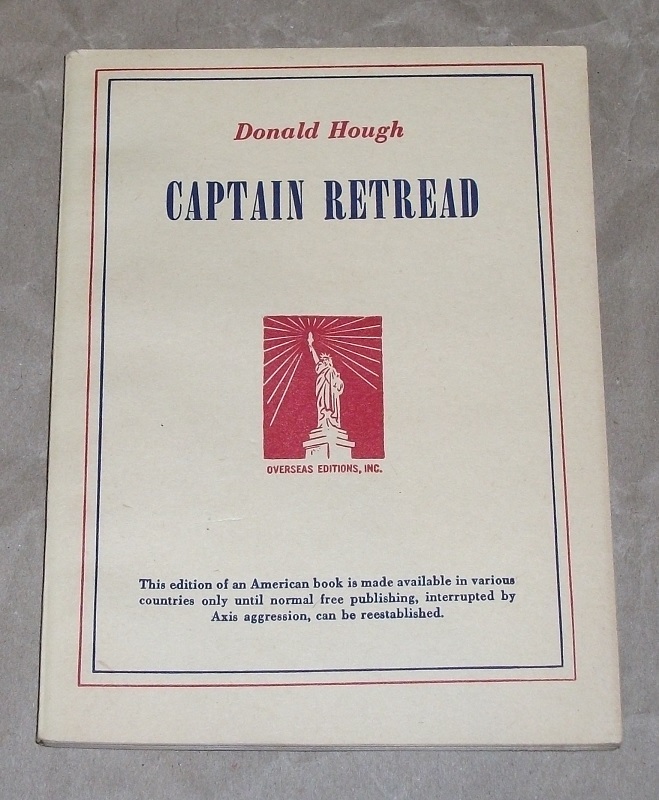 Donald Hough
CAPTAIN RETREAD
OVERSEAS EDITIONS, INC.
This edition of an American book is made available in various
countries only until normal free publishing, interrupted by
Axis aggression, can be reestablished.